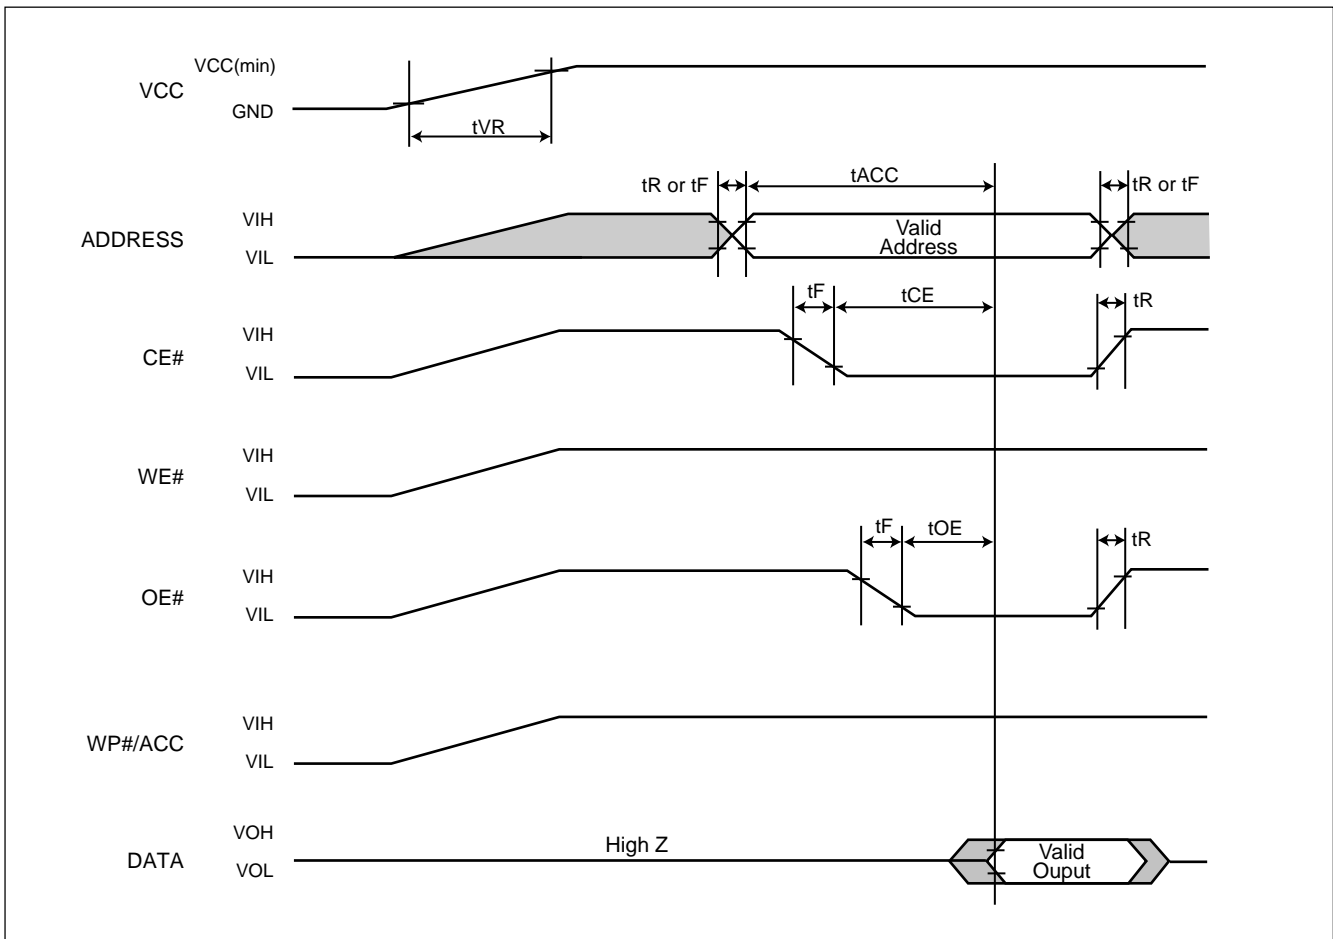 VCC(min)
VCC
GND
tVR
tR or tF
tACC
tR or tF
VIH
ADDRESS
VIL
Valid
Address
tF
tCE
tR
VIH
CE#
VIL
VIH
WE#
VIL
tF
tOE
tR
VIH
OE#
VIL
VIH
WP#/ACC
VIL
VOH
DATA
VOL
High Z
Valid
Ouput